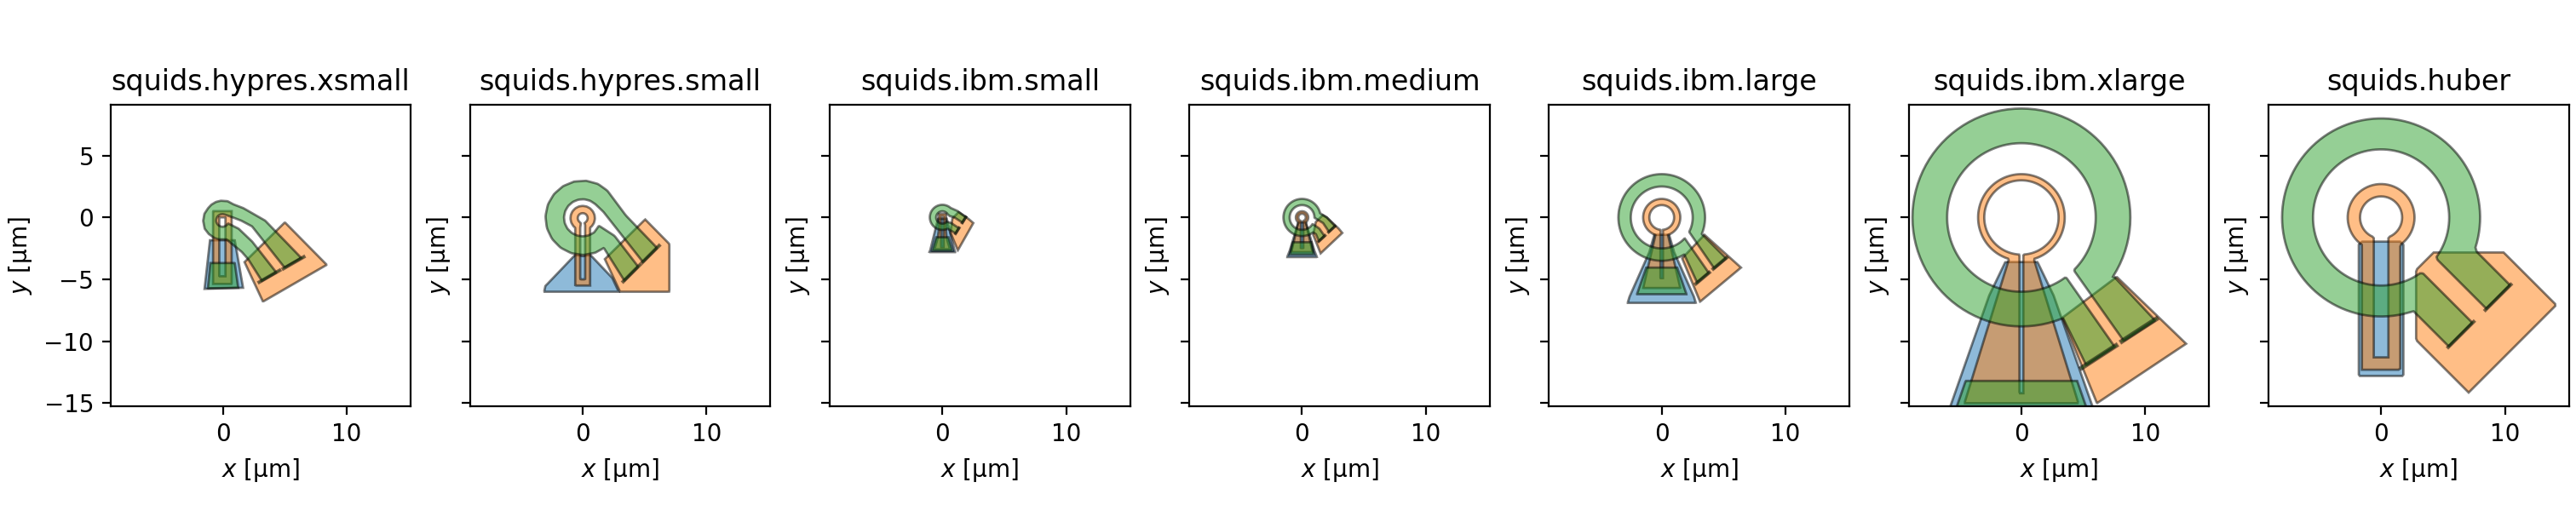 squids.hypres.xsmall squids.hypres.small squids.ibm.small squids.ibm.medium squids.ibm.large squids.ibm.xlarge squids.huber
5
0
−5
−10
−15
y [µm] y [µm] y [µm] y [µm] y [µm] y [µm] y [µm]
0 10 0 10 0 10 0 10 0 10 0 10 0 10
x [µm] x [µm] x [µm] x [µm] x [µm] x [µm] x [µm]